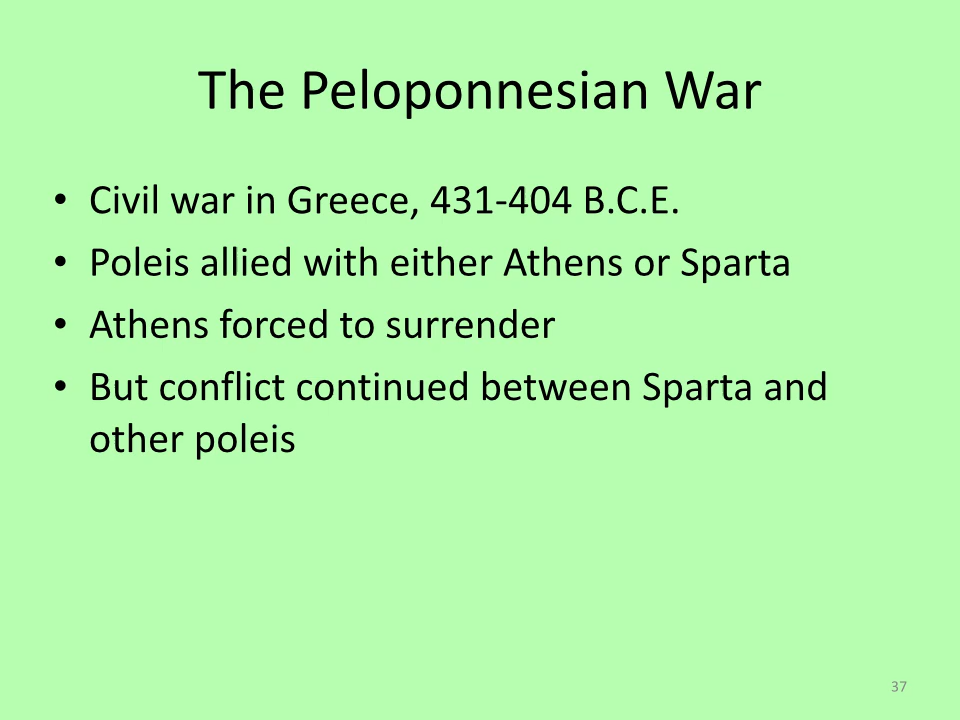 The Peloponnesian War
• Civil war in Greece, 431-404 B.C.E.
• Poleis allied with either Athens or Sparta
• Athens forced to surrender
• But conflict continued between Sparta and
other poleis
37